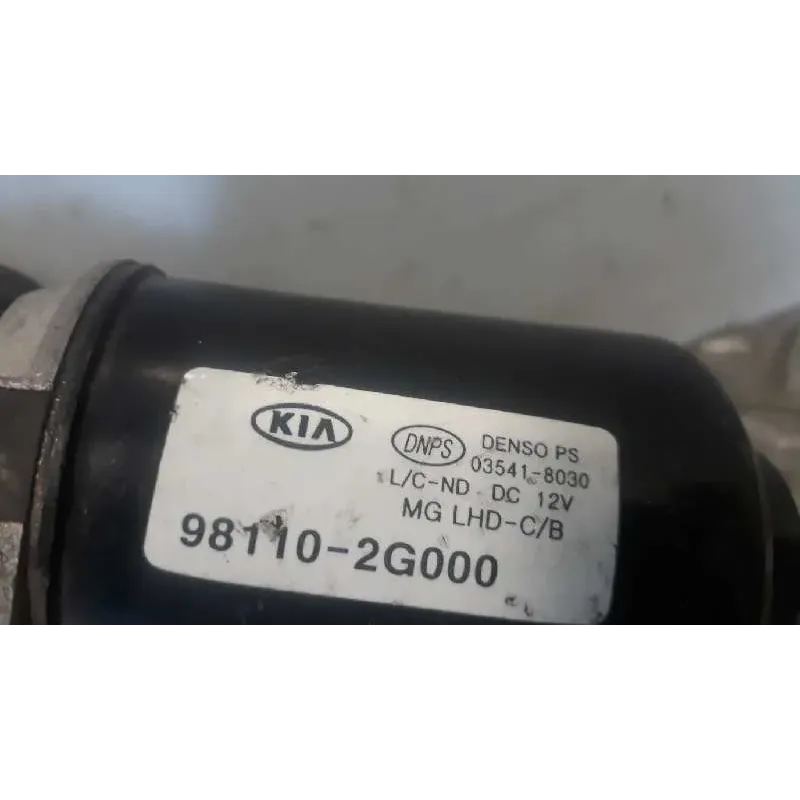 KIA
DNPS DENSO PS
03541-8030
L/C-ND DC 12V
MG LHD-C/B
98110-2G000